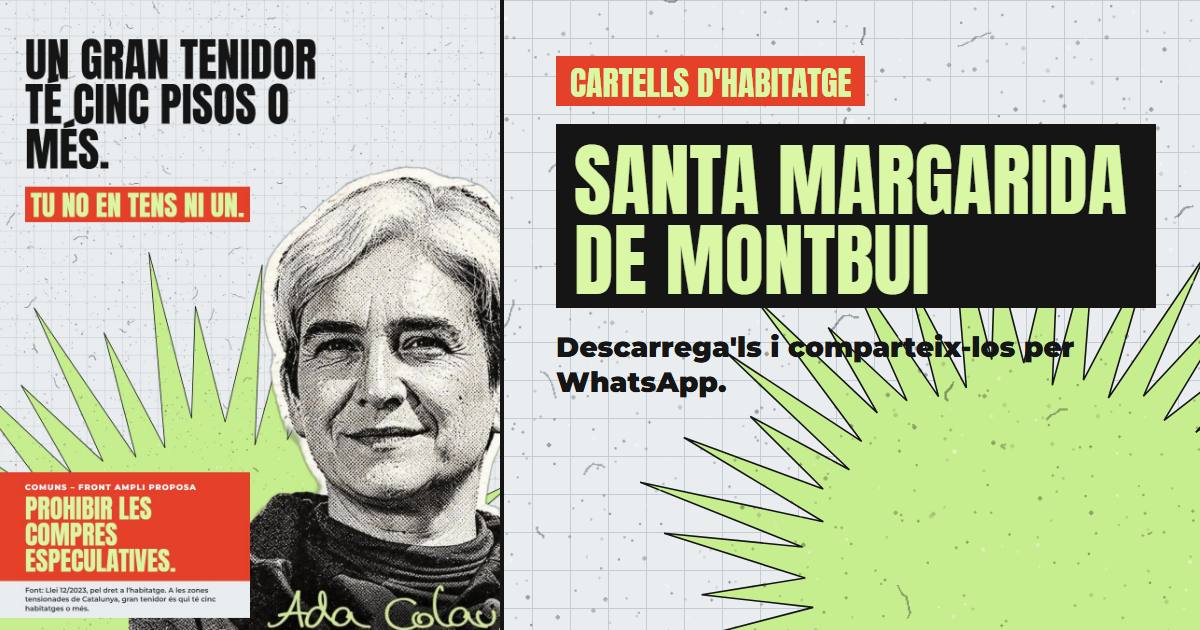 UN GRAN TENIDOR
TÉ CINC PISOS O
MÉS.
TU NO EN TENS NI UN.
COMUNS – FRONT AMPLI PROPOSA
PROHIBIR LES
COMPRES
ESPECULATIVES.
Font: Llei 12/2023, pel dret a l'habitatge. A les zones
tensionades de Catalunya, gran tenidor és qui té cinc
habitatges o més.
Ada Colau
CARTELLS D'HABITATGE
SANTA MARGARIDA
DE MONTBUI
Descarrega'ls i comparteix-los per
WhatsApp.